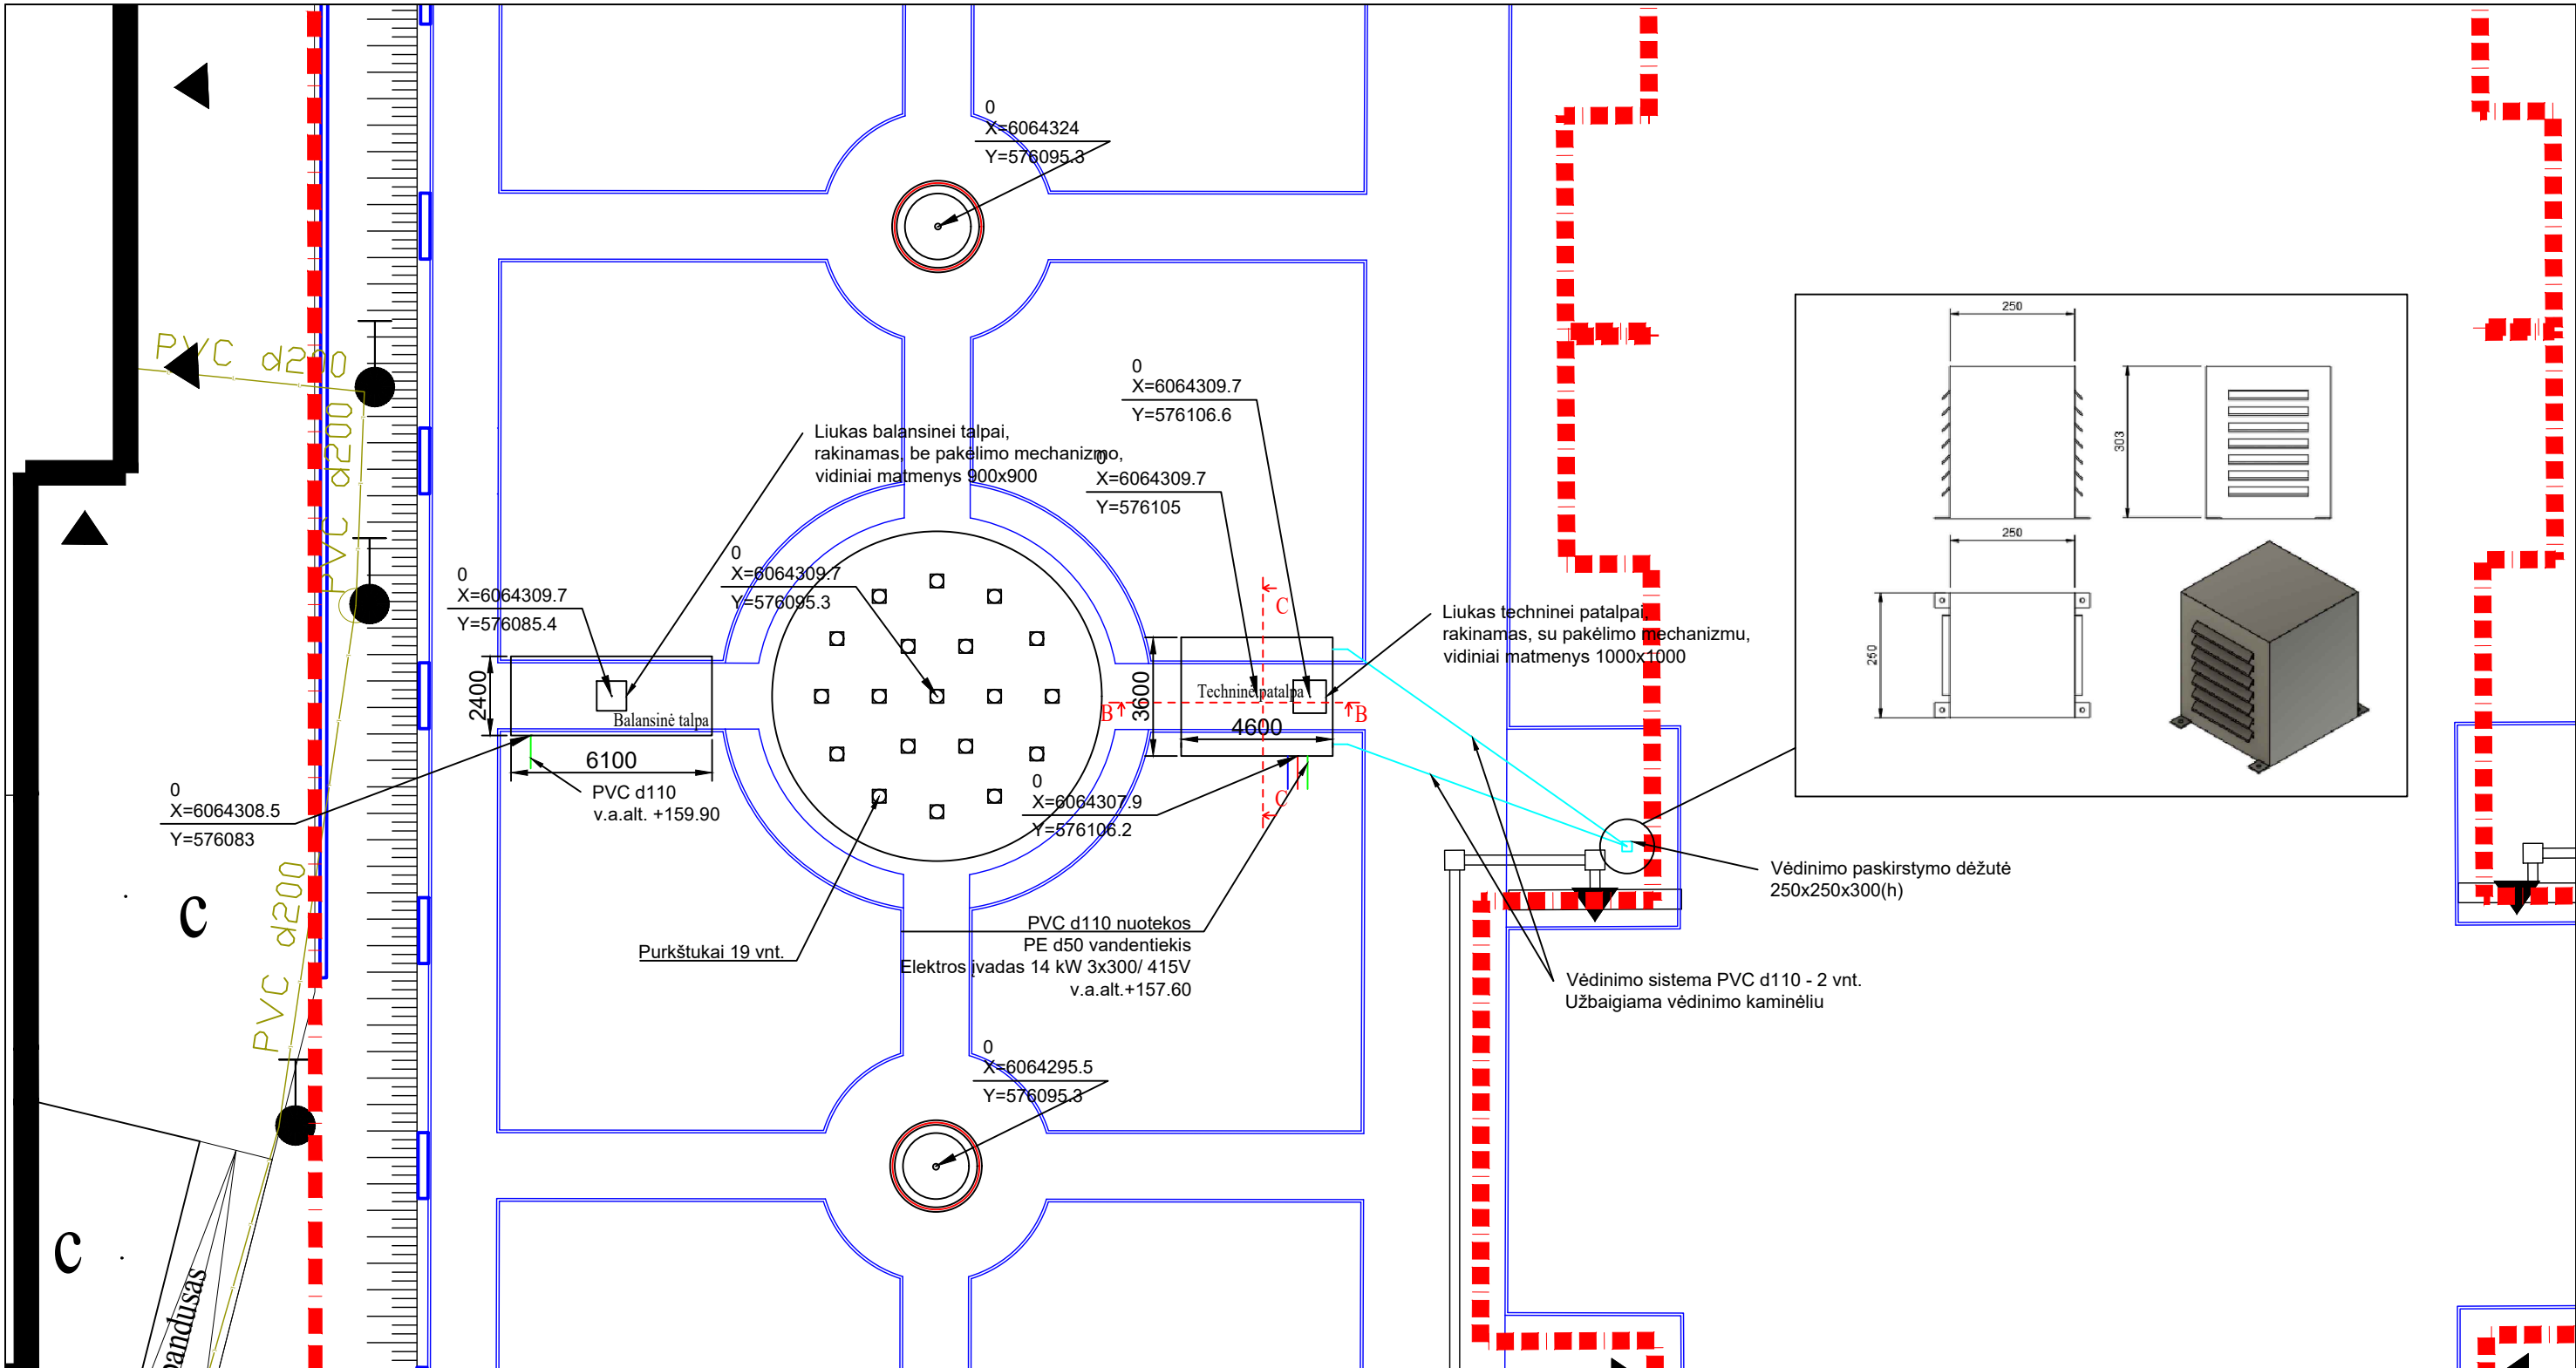 0
X=6064324
Y=576095.3
250
303
250
250
PVC d200
PVC d200
0
X=6064309.7
Y=576106.6
Liukas balansinei talpai,
rakinamas, be pakėlimo mechanizmo,
vidiniai matmenys 900x900
0
X=6064309.7
Y=576105
0
X=6064309.7
Y=576095.3
0
X=6064309.7
Y=576085.4
C
Liukas techninei patalpai,
rakinamas, su pakėlimo mechanizmu,
vidiniai matmenys 1000x1000
2400
Balansinė talpa
6100
Techninė patalpa
3600
4600
B
B
C
0
X=6064308.5
Y=576083
PVC d110
v.a.alt. +159.90
0
X=6064307.9
Y=576106.2
Vėdinimo paskirstymo dėžutė
250x250x300(h)
PVC d200
C
Purkštukai 19 vnt.
PVC d110 nuotekos
PE d50 vandentiekis
Elektros įvadas 14 kW 3x300/ 415V
v.a.alt.+157.60
Vėdinimo sistema PVC d110 - 2 vnt.
Užbaigiama vėdinimo kaminėliu
0
X=6064295.5
Y=576095.3
C
pandusas